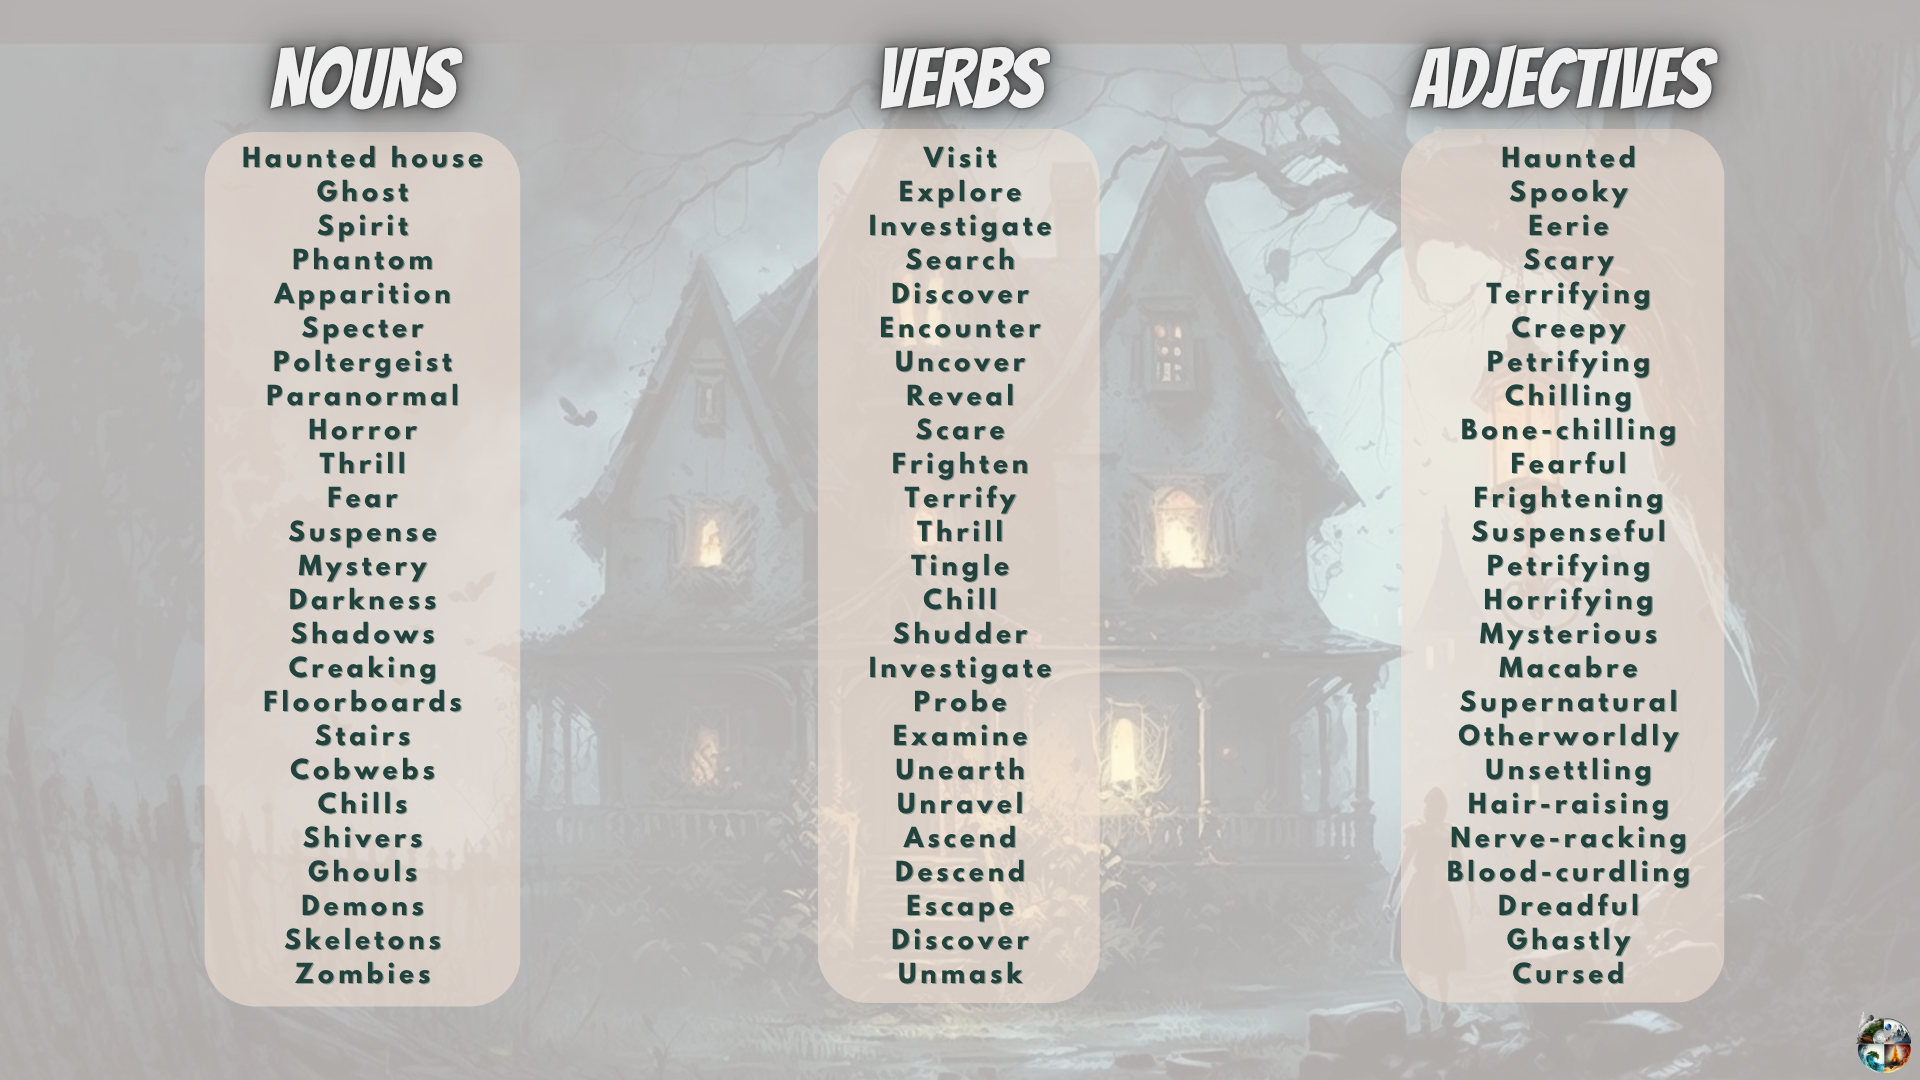 NOUNS
Haunted house
Ghost
Spirit
Phantom
Apparition
Specter
Poltergeist
Paranormal
Horror
Thrill
Fear
Suspense
Mystery
Darkness
Shadows
Creaking
Floorboards
Stairs
Cobwebs
Chills
Shivers
Ghouls
Demons
Skeletons
Zombies
VERBS
Visit
Explore
Investigate
Search
Discover
Encounter
Uncover
Reveal
Scare
Frighten
Terrify
Thrill
Tingle
Chill
Shudder
Investigate
Probe
Examine
Unearth
Unravel
Ascend
Descend
Escape
Discover
Unmask
ADJECTIVES
Haunted
Spooky
Eerie
Scary
Terrifying
Creepy
Petrifying
Chilling
Bone-chilling
Fearful
Frightening
Suspenseful
Petrifying
Horrifying
Mysterious
Macabre
Supernatural
Otherworldly
Unsettling
Hair-raising
Nerve-racking
Blood-curdling
Dreadful
Ghastly
Cursed